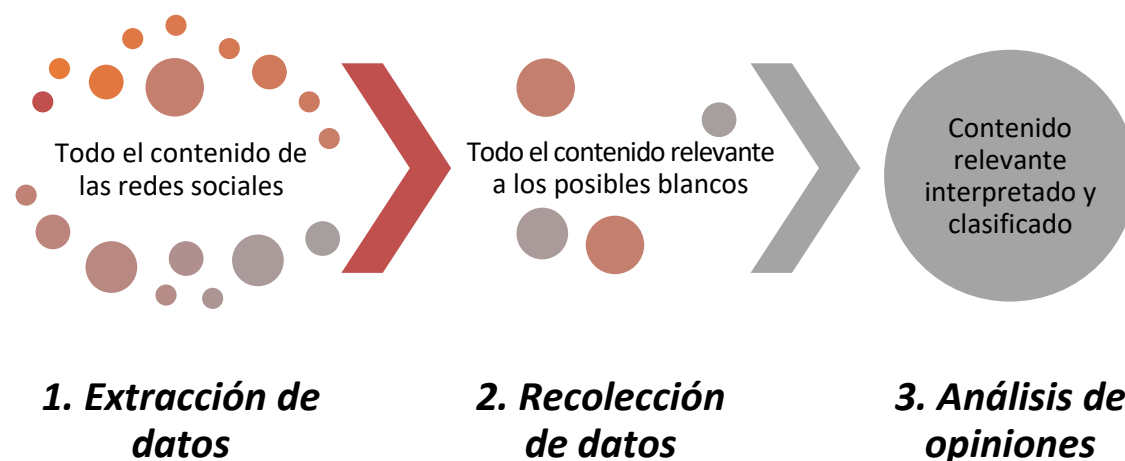 Todo el contenido de
las redes sociales
Todo el contenido relevante
a los posibles blancos
Contenido
relevante
interpretado y
clasificado
1. Extracción de
datos
2. Recolección
de datos
3. Análisis de
opiniones